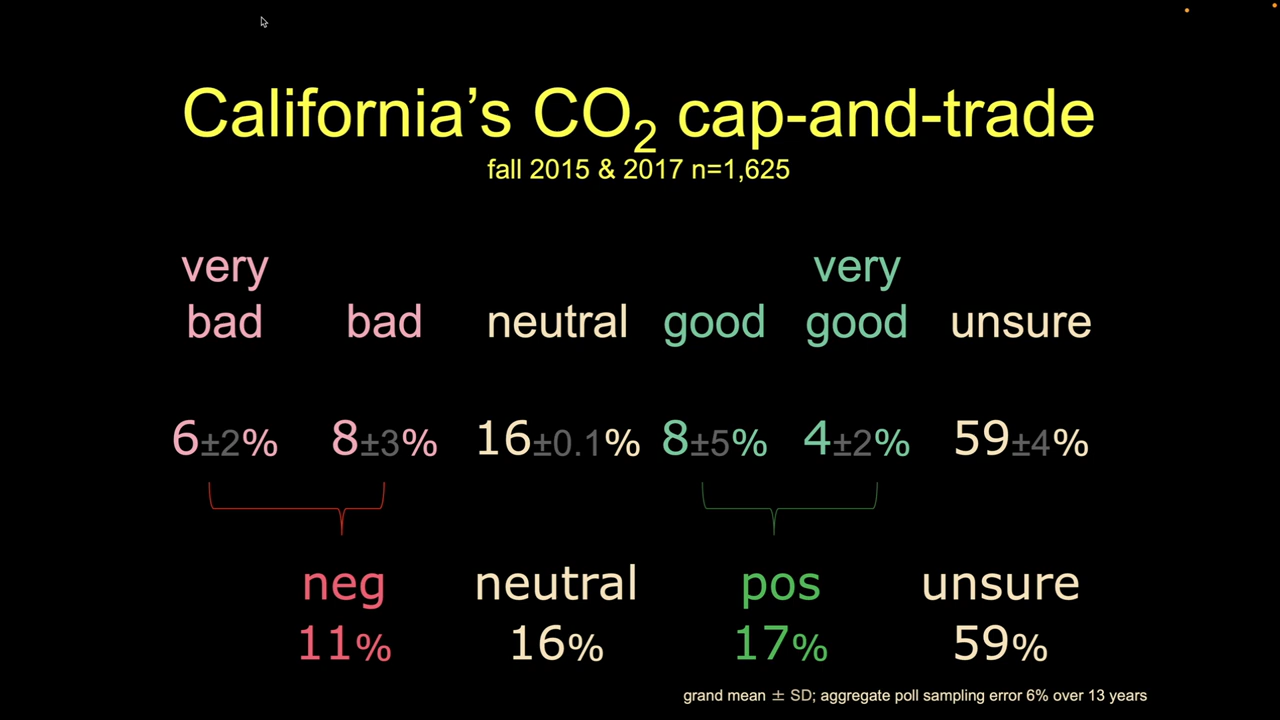 California’s CO₂ cap-and-trade
fall 2015 & 2017 n=1,625
very very
bad bad neutral good good unsure
6±2% 8±3% 16±0.1% 8±5% 4±2% 59±4%
neg neutral pos unsure
11% 16% 17% 59%
grand mean ± SD; aggregate poll sampling error 6% over 13 years